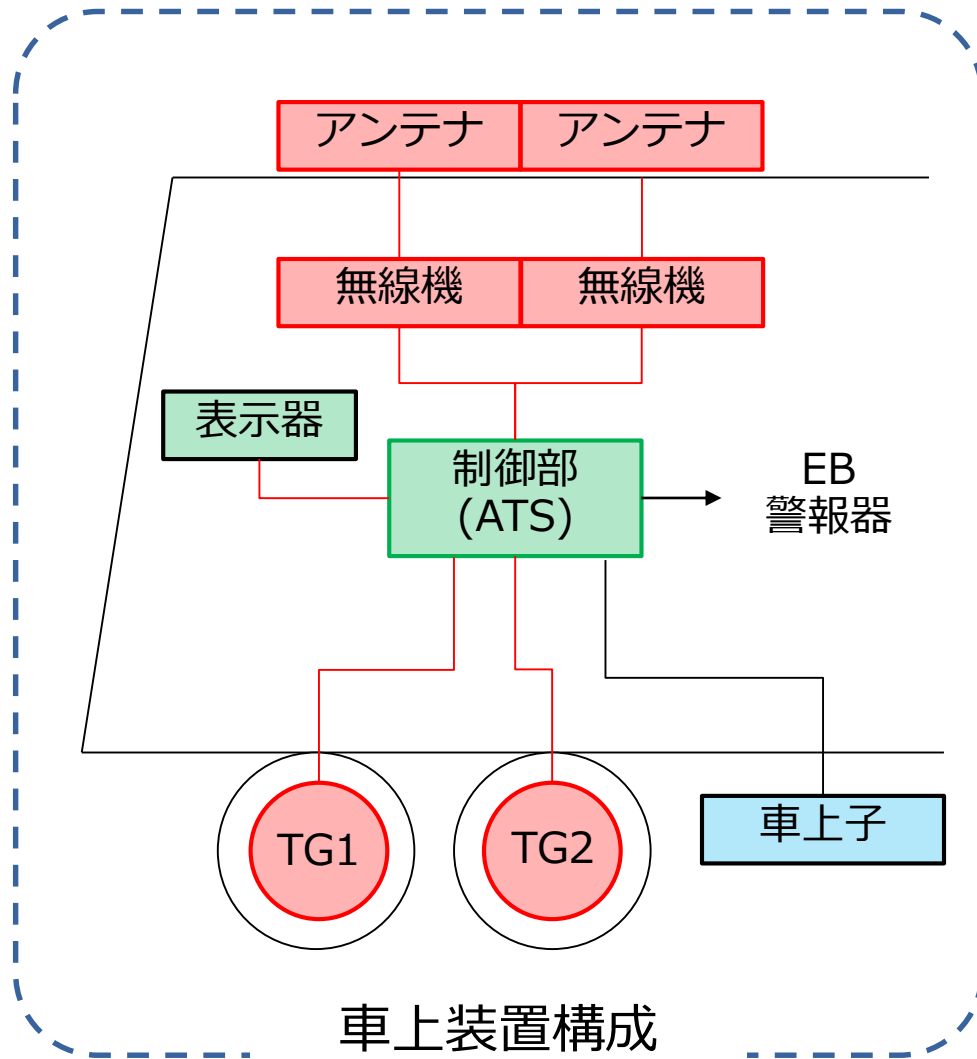 アンテナ アンテナ
無線機 無線機
表示器
制御部
(ATS)
EB
警報器
TG1 TG2
車上子
車上装置構成